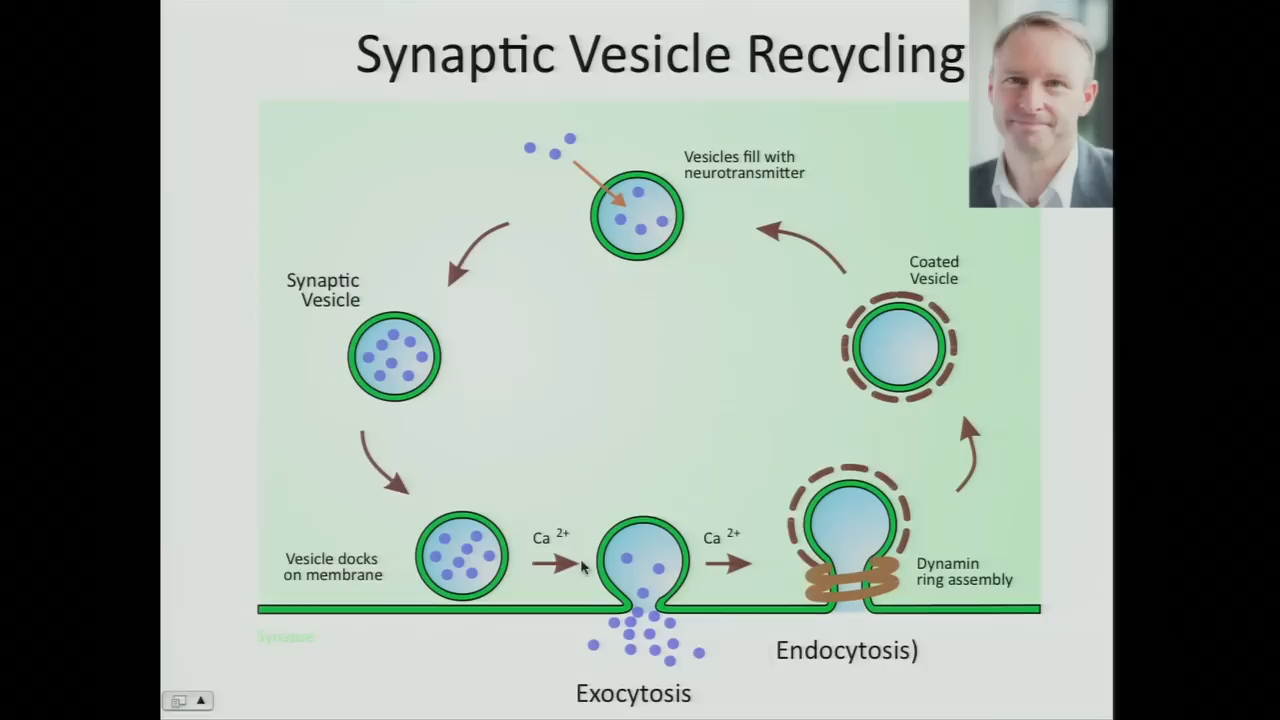 Synaptic Vesicle Recycling
Vesicles fill with
neurotransmitter
Coated
Vesicle
Synaptic
Vesicle
Ca 2+
Ca 2+
Vesicle docks
on membrane
Dynamin
ring assembly
Synapse
Endocytosis)
Exocytosis